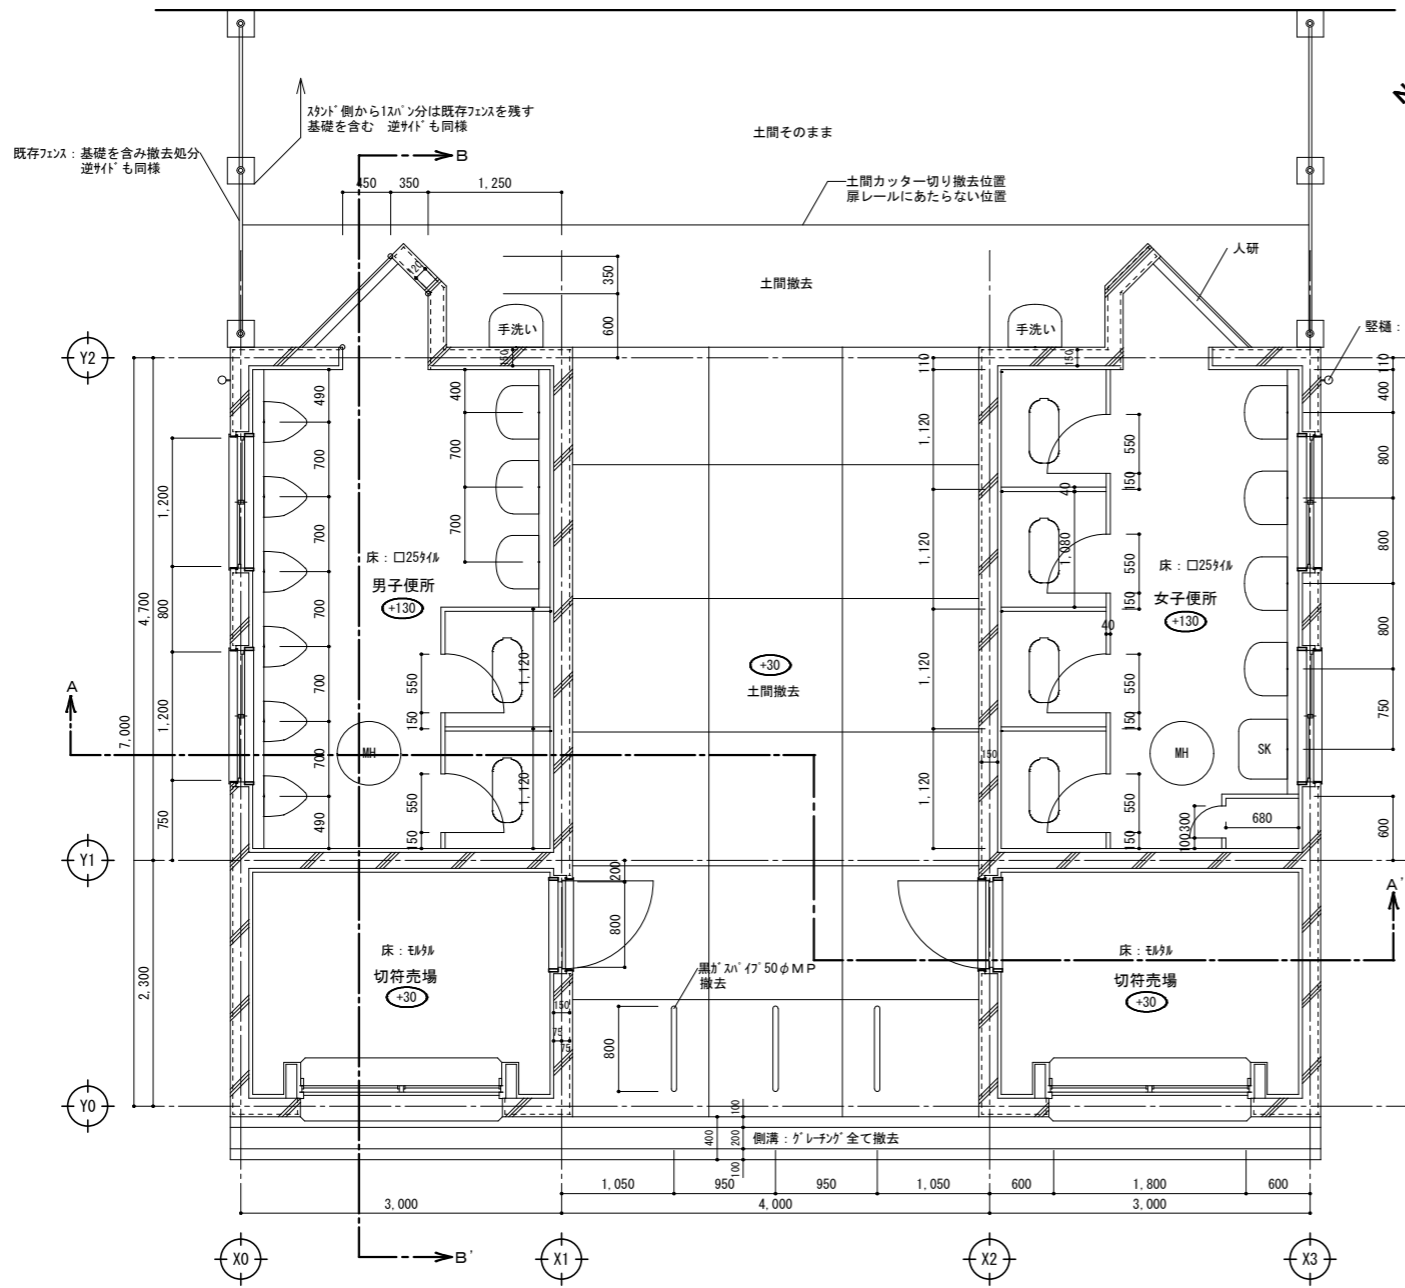 スタンド側から1スパン分は既存フェンスを残す
基礎を含む 逆サイドも同様
既存フェンス：基礎を含み撤去処分
逆サイドも同様
土間そのまま
土間カッター切り撤去位置
扉レールにあたらない位置
B
450
350
1,250
120
350
600
土間撤去
人研
手洗い
手洗い
竪樋：
Y2
150
150
110
110
490
400
400
700
700
700
700
700
700
700
490
1,200
800
1,200
750
4,700
7,000
2,300
床：□25タイル
男子便所
+130
1,120
1,120
550
150
550
150
MH
+30
土間撤去
1,120
1,120
1,120
1,120
550
150
40
1,080
550
150
40
550
150
550
150
150
床：□25タイル
女子便所
+130
800
800
800
750
600
MH
SK
300
100
680
A
A'
Y1
200
800
床：モルタル
切符売場
+30
150
75
75
黒ガスパイプ50φMP
撤去
800
床：モルタル
切符売場
+30
Y0
100
200
100
400
側溝：グレーチング全て撤去
1,050
950
950
1,050
600
1,800
600
3,000
4,000
3,000
B'
X0
X1
X2
X3